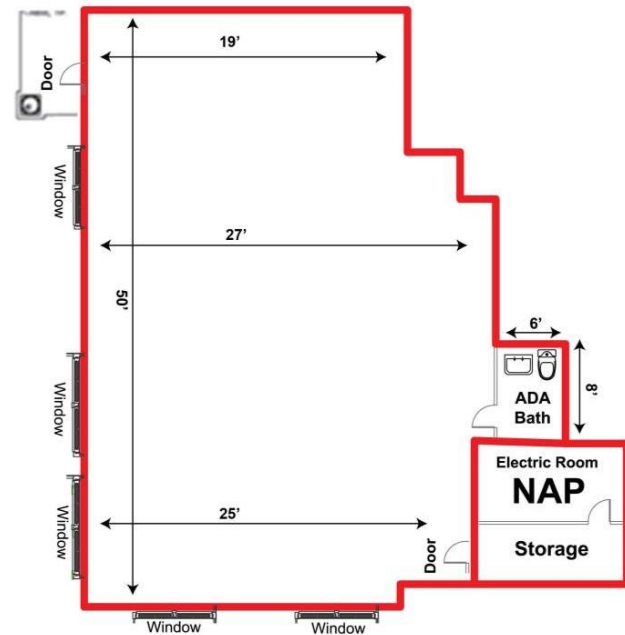 19'
Door
Window
27'
50'
6'
8'
ADA
Bath
Window
Electric Room
NAP
Window
25'
Door
Storage
Window
Window